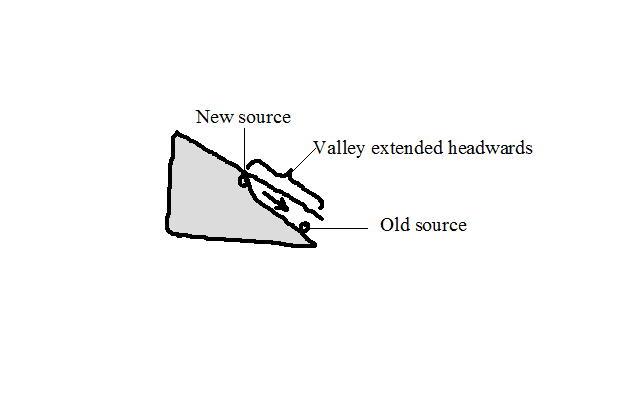 New source
Valley extended headwards
Old source